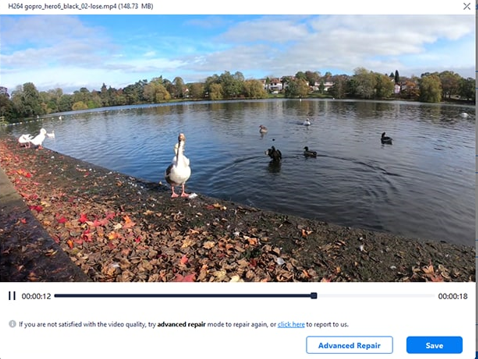 H264 gopro_hero6_black_02-lose.mp4 (148.73 MB)
00:00:12 00:00:18
If you are not satisfied with the video quality, try advanced repair mode to repair again, or click here to report to us.
Advanced Repair Save